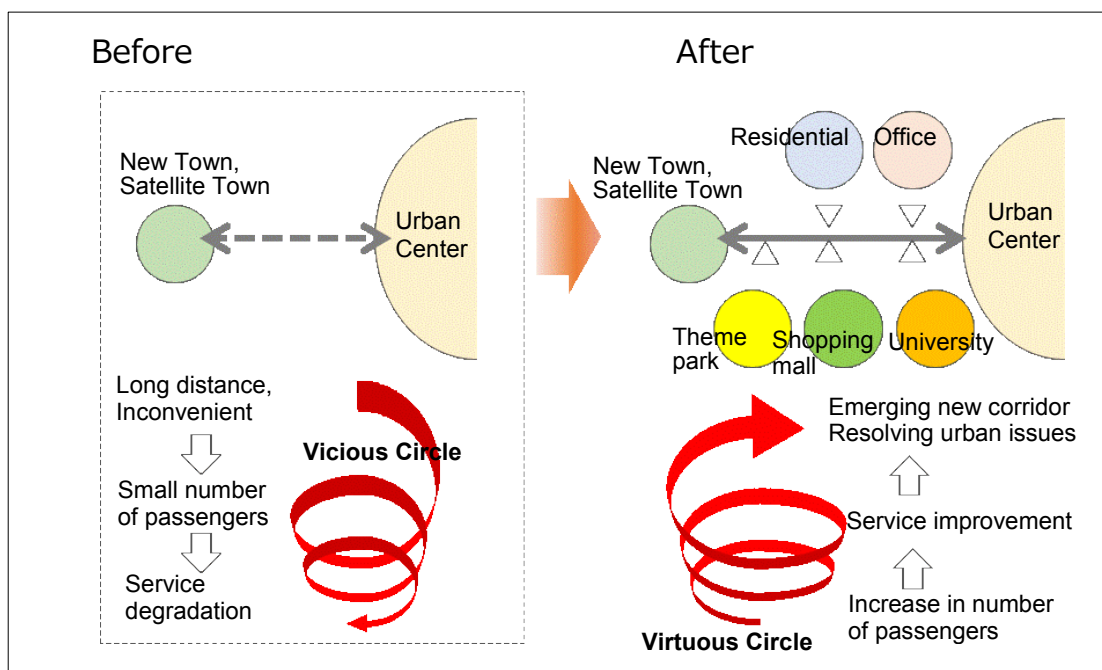 Before
New Town,
Satellite Town
Urban
Center
Long distance,
Inconvenient
Small number
of passengers
Service
degradation
Vicious Circle
After
Residential
Office
New Town,
Satellite Town
Urban
Center
Theme
park
Shopping
mall
University
Emerging new corridor
Resolving urban issues
Service improvement
Increase in number
of passengers
Virtuous Circle